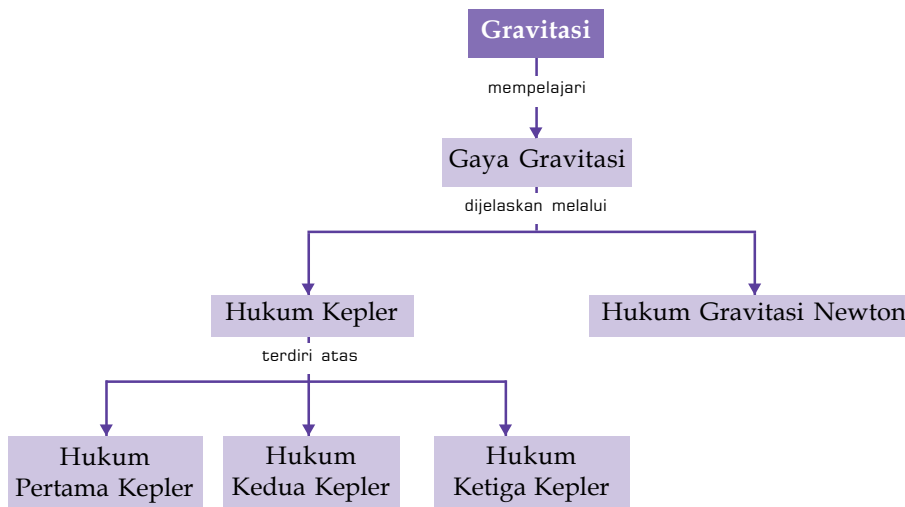 Gravitasi
mempelajari
Gaya Gravitasi
dijelaskan melalui
Hukum Kepler
Hukum Gravitasi Newton
terdiri atas
Hukum
Pertama Kepler
Hukum
Kedua Kepler
Hukum
Ketiga Kepler